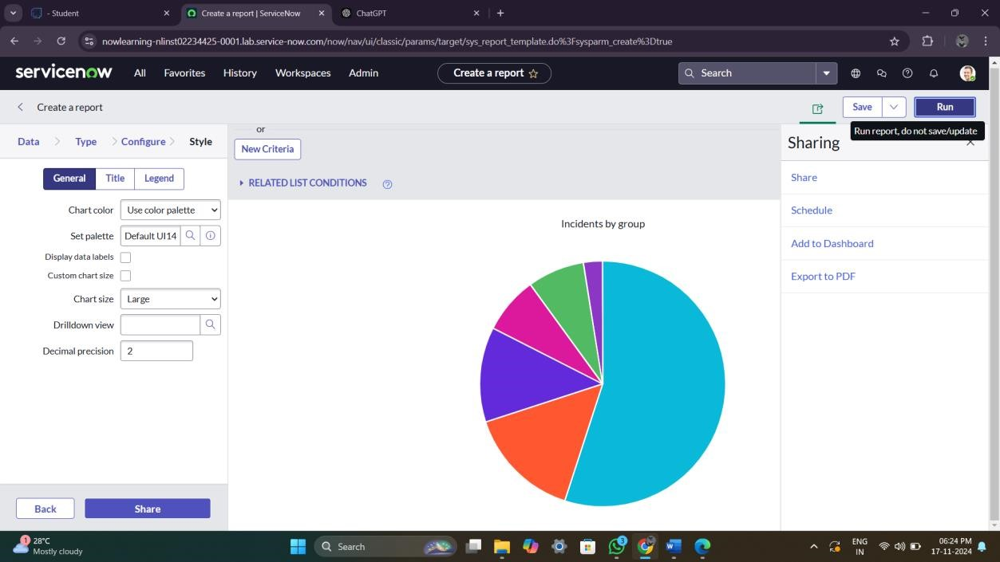 - Student
Create a report | ServiceNow
ChatGPT
nowlearning-nlinst02234425-0001.lab.service-now.com/now/nav/ui/classic/params/target/sys_report_template.do%3Fsysparm_create%3Dtrue
servicenow All Favorites History Workspaces Admin Create a report Search
Create a report Save Run
Run report, do not save/update
Data Type Configure Style
or
New Criteria
Sharing
General Title Legend
RELATED LIST CONDITIONS
Share
Chart color Use color palette
Schedule
Incidents by group
Set palette Default UI14
Add to Dashboard
Display data labels
Custom chart size
Export to PDF
Chart size Large
Drilldown view
Decimal precision 2
Back Share
1
28°C
Mostly cloudy
Search
3
ENG
IN
06:24 PM
17-11-2024